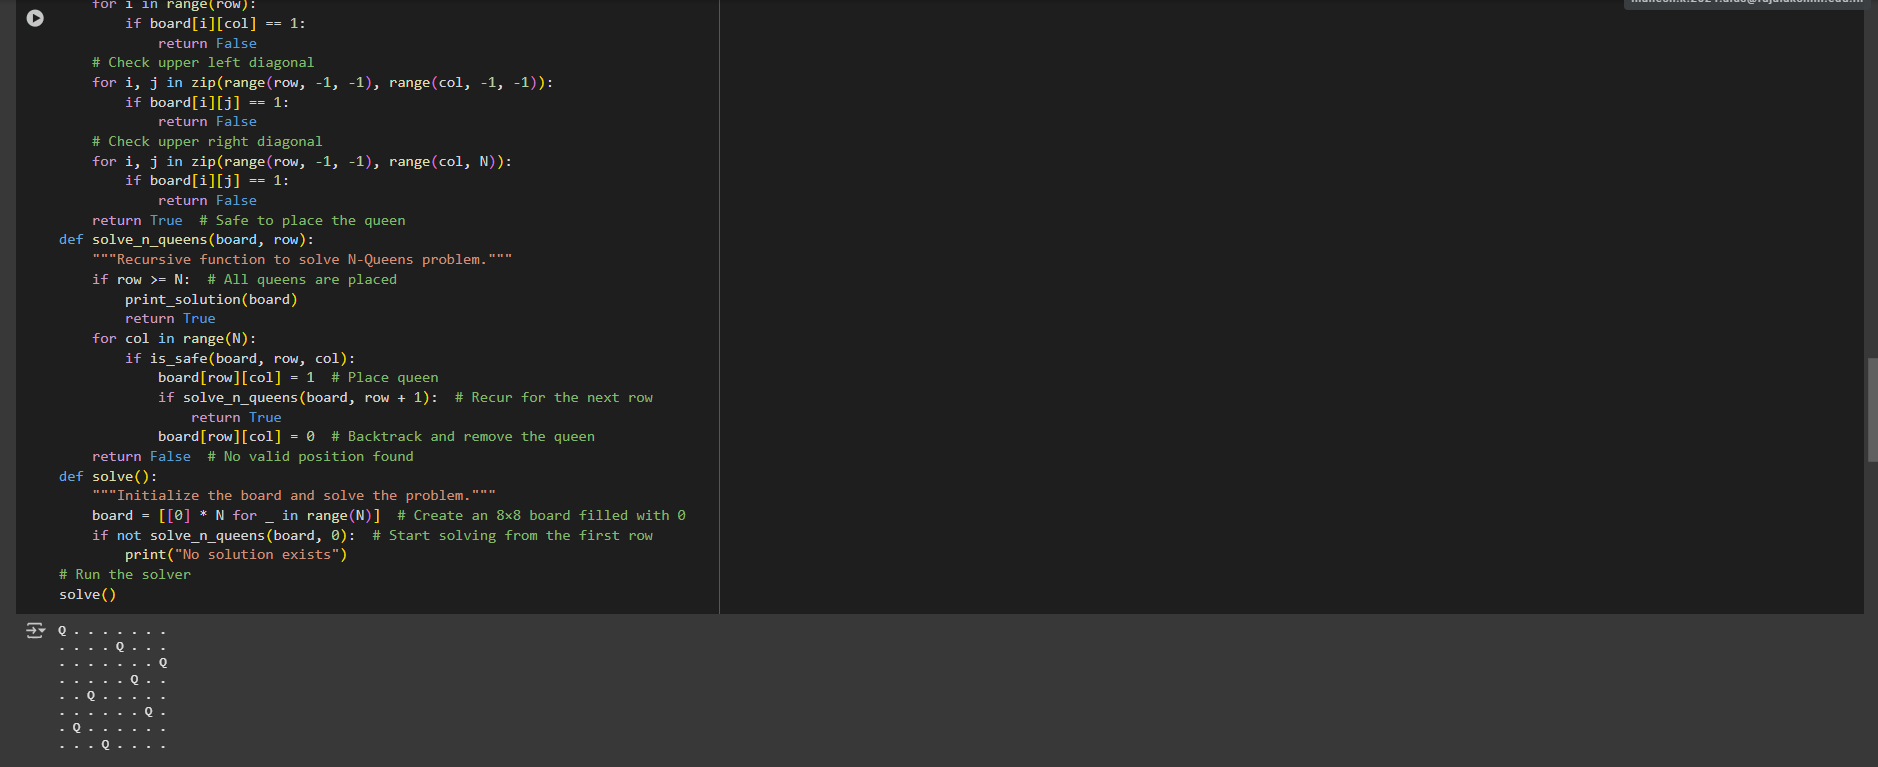 for i in range(row):
            if board[i][col] == 1:
                return False
        # Check upper left diagonal
        for i, j in zip(range(row, -1, -1), range(col, -1, -1)):
            if board[i][j] == 1:
                return False
        # Check upper right diagonal
        for i, j in zip(range(row, -1, -1), range(col, N)):
            if board[i][j] == 1:
                return False
        return True  # Safe to place the queen
    def solve_n_queens(board, row):
        """Recursive function to solve N-Queens problem."""
        if row >= N:  # All queens are placed
            print_solution(board)
            return True
        for col in range(N):
            if is_safe(board, row, col):
                board[row][col] = 1  # Place queen
                if solve_n_queens(board, row + 1):  # Recur for the next row
                    return True
                board[row][col] = 0  # Backtrack and remove the queen
        return False  # No valid position found
    def solve():
        """Initialize the board and solve the problem."""
        board = [[0] * N for _ in range(N)]  # Create an 8×8 board filled with 0
        if not solve_n_queens(board, 0):  # Start solving from the first row
            print("No solution exists")
    # Run the solver
    solve()
Q . . . . . . .
. . . . Q . . .
. . . . . . . Q
. . . . . Q . .
. . Q . . . . .
. . . . . . Q .
. Q . . . . . .
. . . Q . . . .